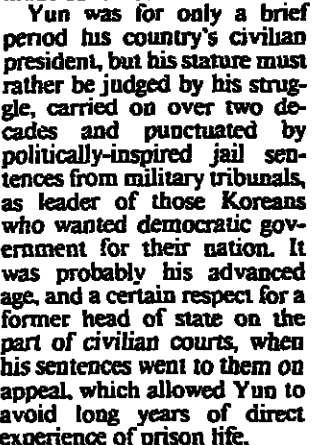 Yun was for only a brief
period his country's civilian
president, but his stature must
rather be judged by his strug-
gle, carried on over two de-
cades and punctuated by
politically-inspired jail sen-
tences from military tribunals,
as leader of those Koreans
who wanted democratic gov-
ernment for their nation. It
was probably his advanced
age, and a certain respect for a
former head of state on the
part of civilian courts, when
his sentences went to them on
appeal, which allowed Yun to
avoid long years of direct
experience of prison life.